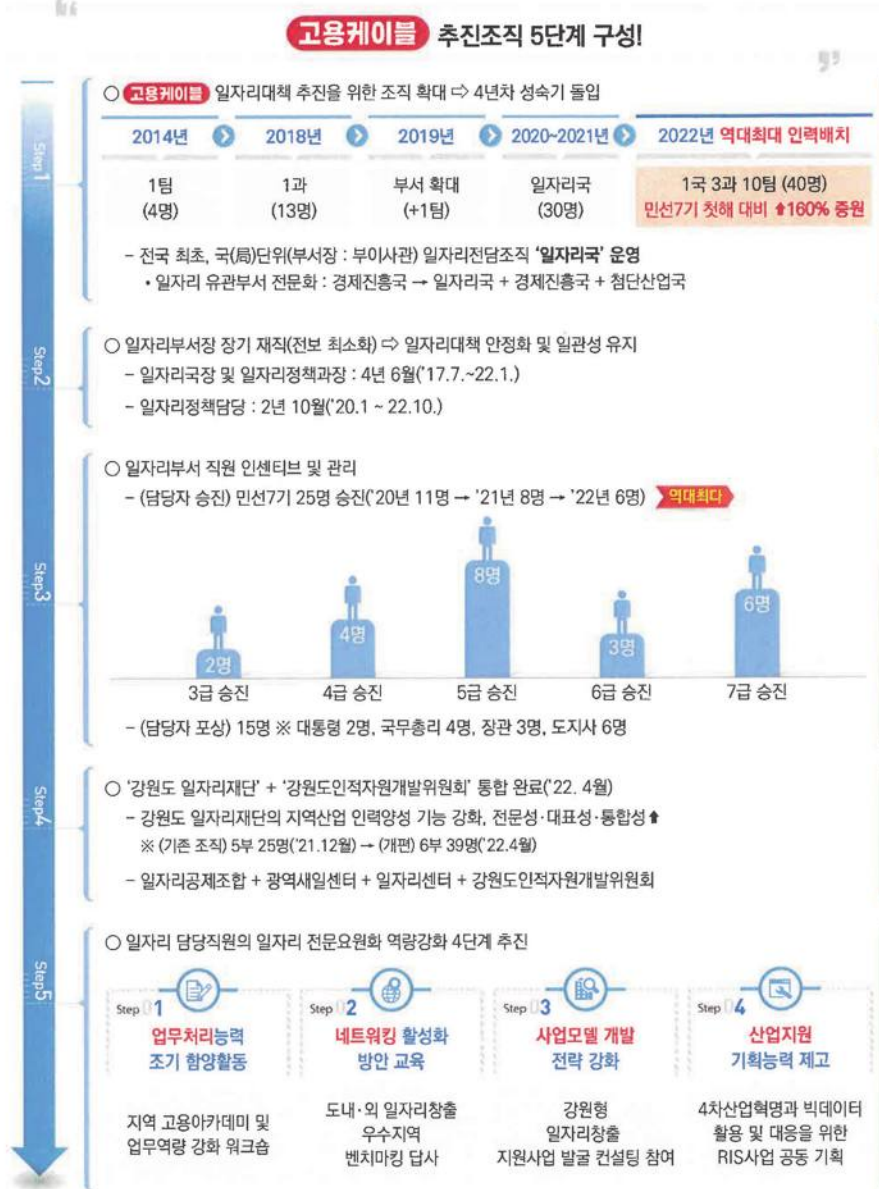 고용케이블 추진조직 5단계 구성!
Step1
○ 고용케이블 일자리대책 추진을 위한 조직 확대 ⇨ 4년차 성숙기 돌입
2014년 2018년 2019년 2020~2021년 2022년 역대최대 인력배치
1팀 1과 부서 확대 일자리국 1국 3과 10팀 (40명)
(4명) (13명) (+1팀) (30명) 민선7기 첫해 대비 ⬆160% 증원
- 전국 최초, 국(局)단위(부서장 : 부이사관) 일자리전담조직 '일자리국' 운영
• 일자리 유관부서 전문화 : 경제진흥국 → 일자리국 + 경제진흥국 + 첨단산업국
Step2
○ 일자리부서장 장기 재직(전보 최소화) ⇨ 일자리대책 안정화 및 일관성 유지
- 일자리국장 및 일자리정책과장 : 4년 6월('17.7.~22.1.)
- 일자리정책담당 : 2년 10월('20.1 ~ 22.10.)
Step3
○ 일자리부서 직원 인센티브 및 관리
- (담당자 승진) 민선7기 25명 승진('20년 11명 → '21년 8명 → '22년 6명) 역대최다
2명 4명 8명 3명 6명
3급 승진 4급 승진 5급 승진 6급 승진 7급 승진
- (담당자 포상) 15명 ※ 대통령 2명, 국무총리 4명, 장관 3명, 도지사 6명
Step4
○ '강원도 일자리재단' + '강원도인적자원개발위원회' 통합 완료('22. 4월)
- 강원도 일자리재단의 지역산업 인력양성 기능 강화, 전문성·대표성·통합성⬆
※ (기존 조직) 5부 25명('21.12월) → (개편) 6부 39명('22.4월)
- 일자리공제조합 + 광역새일센터 + 일자리센터 + 강원도인적자원개발위원회
Step5
○ 일자리 담당직원의 일자리 전문요원화 역량강화 4단계 추진
Step 01 Step 02 Step 03 Step 04
업무처리능력 네트워킹 활성화 사업모델 개발 산업지원
조기 함양활동 방안 교육 전략 강화 기획능력 제고
지역 고용아카데미 및
업무역량 강화 워크숍
도내·외 일자리창출
우수지역
벤치마킹 답사
강원형
일자리창출
지원사업 발굴 컨설팅 참여
4차산업혁명과 빅데이터
활용 및 대응을 위한
RIS사업 공동 기획